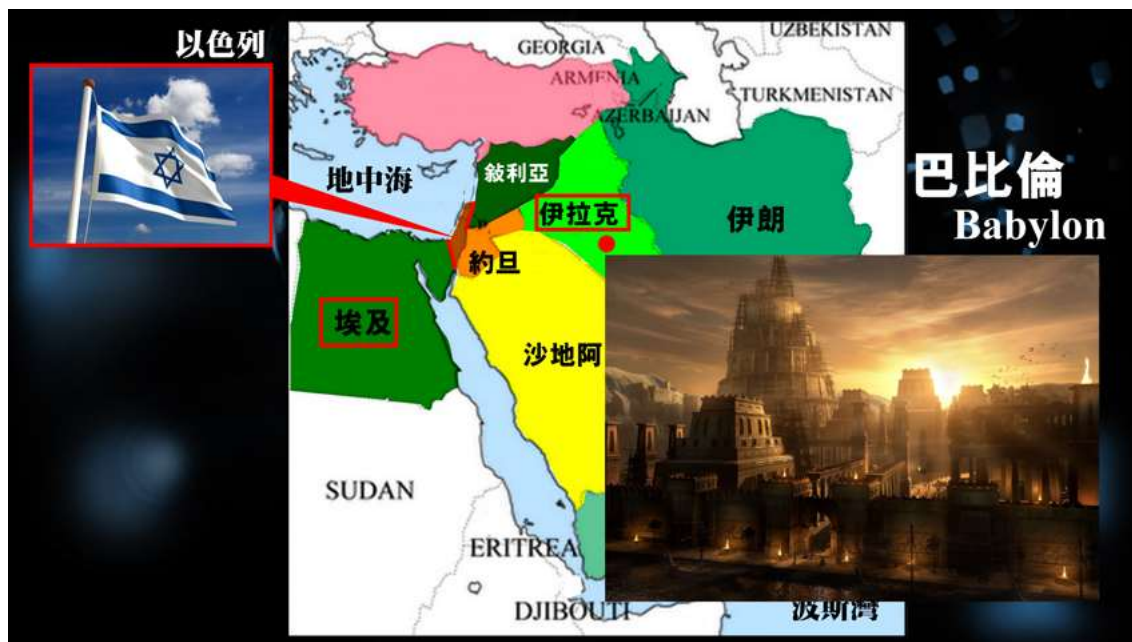 以色列
GEORGIA
UZBEKISTAN
ARMENIA
TURKMENISTAN
AZERBAIJAN
地中海
敍利亞
巴比倫
Babylon
伊拉克
伊朗
約旦
埃及
沙地阿
SUDAN
ERITREA
DJIBOUTI
波斯灣